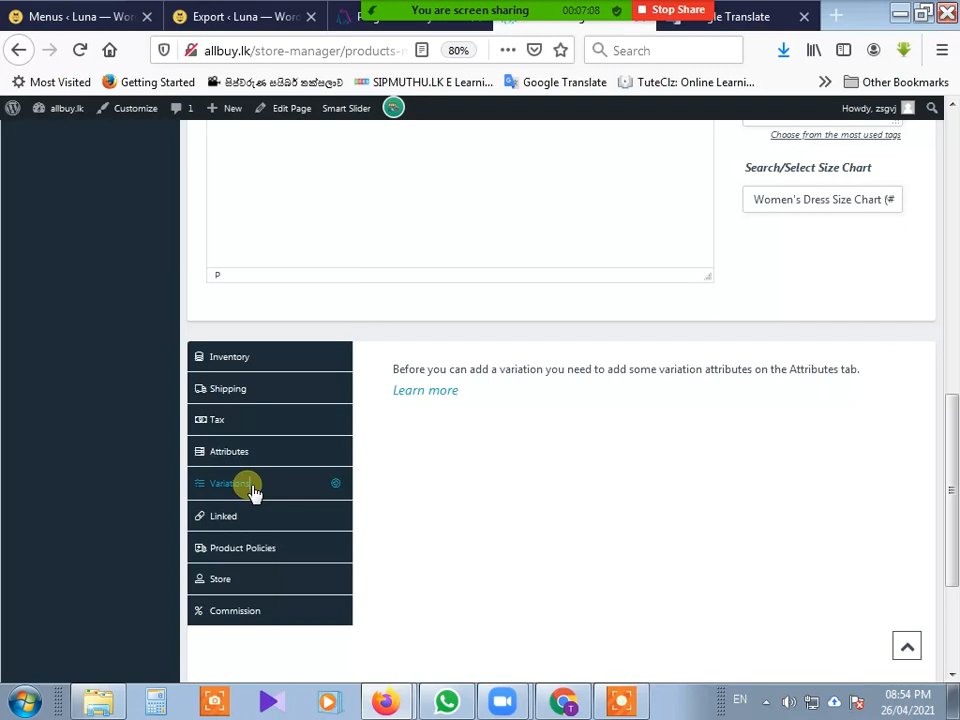 Menus ‹ Luna — Wor
Export ‹ Luna — Wor
You are screen sharing
00:07:08
Stop Share
le Translate
allbuy.lk/store-manager/products-
80%
Search
Most Visited
Getting Started
SIPMUTHU.LK E Learni...
Google Translate
TuteClz: Online Learni...
Other Bookmarks
allbuy.lk
Customize
1
New
Edit Page
Smart Slider
Howdy, zsgvj
Choose from the most used tags
Search/Select Size Chart
Women's Dress Size Chart (#
P
Inventory
Shipping
Tax
Attributes
Variations
Linked
Product Policies
Store
Commission
Before you can add a variation you need to add some variation attributes on the Attributes tab.
Learn more
EN
08:54 PM
26/04/2021